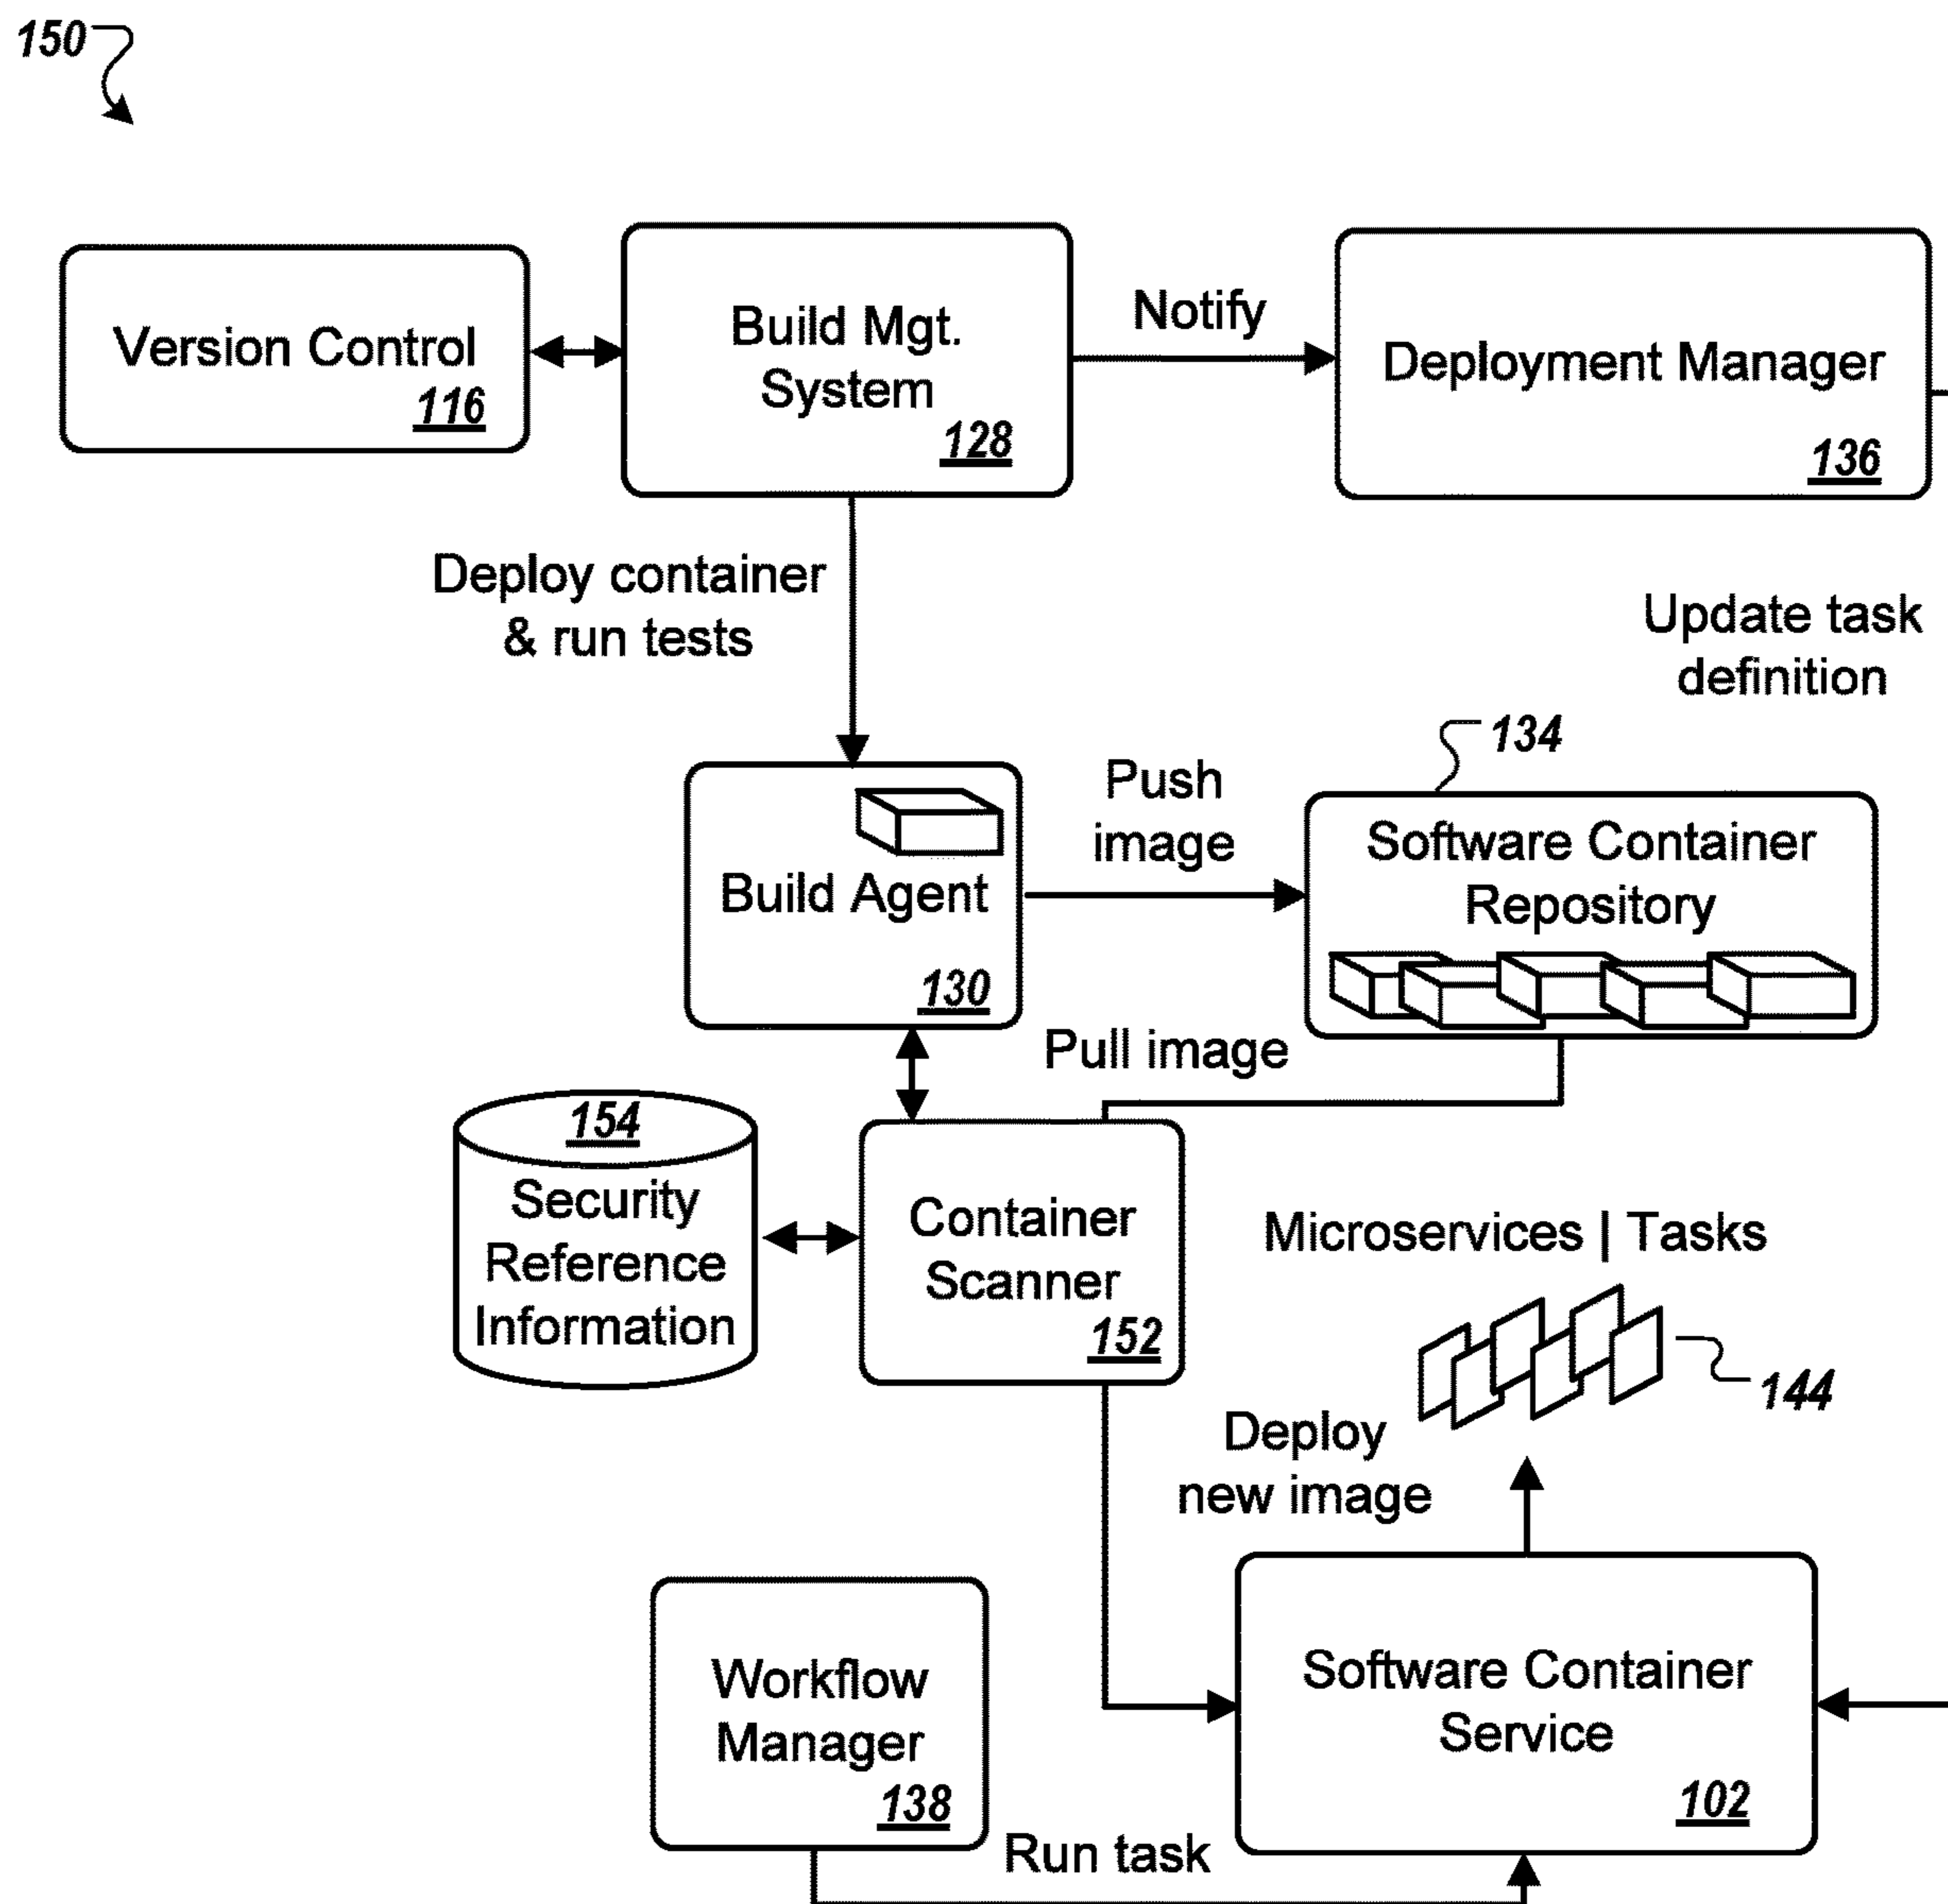 150
Version Control
116
Build Mgt.
System
128
Notify
Deployment Manager
136
Deploy container
& run tests
Update task
definition
134
Build Agent
130
Push
image
Software Container
Repository
Pull image
154
Security
Reference
Information
Container
Scanner
152
Microservices | Tasks
144
Deploy
new image
Workflow
Manager
138
Software Container
Service
102
Run task